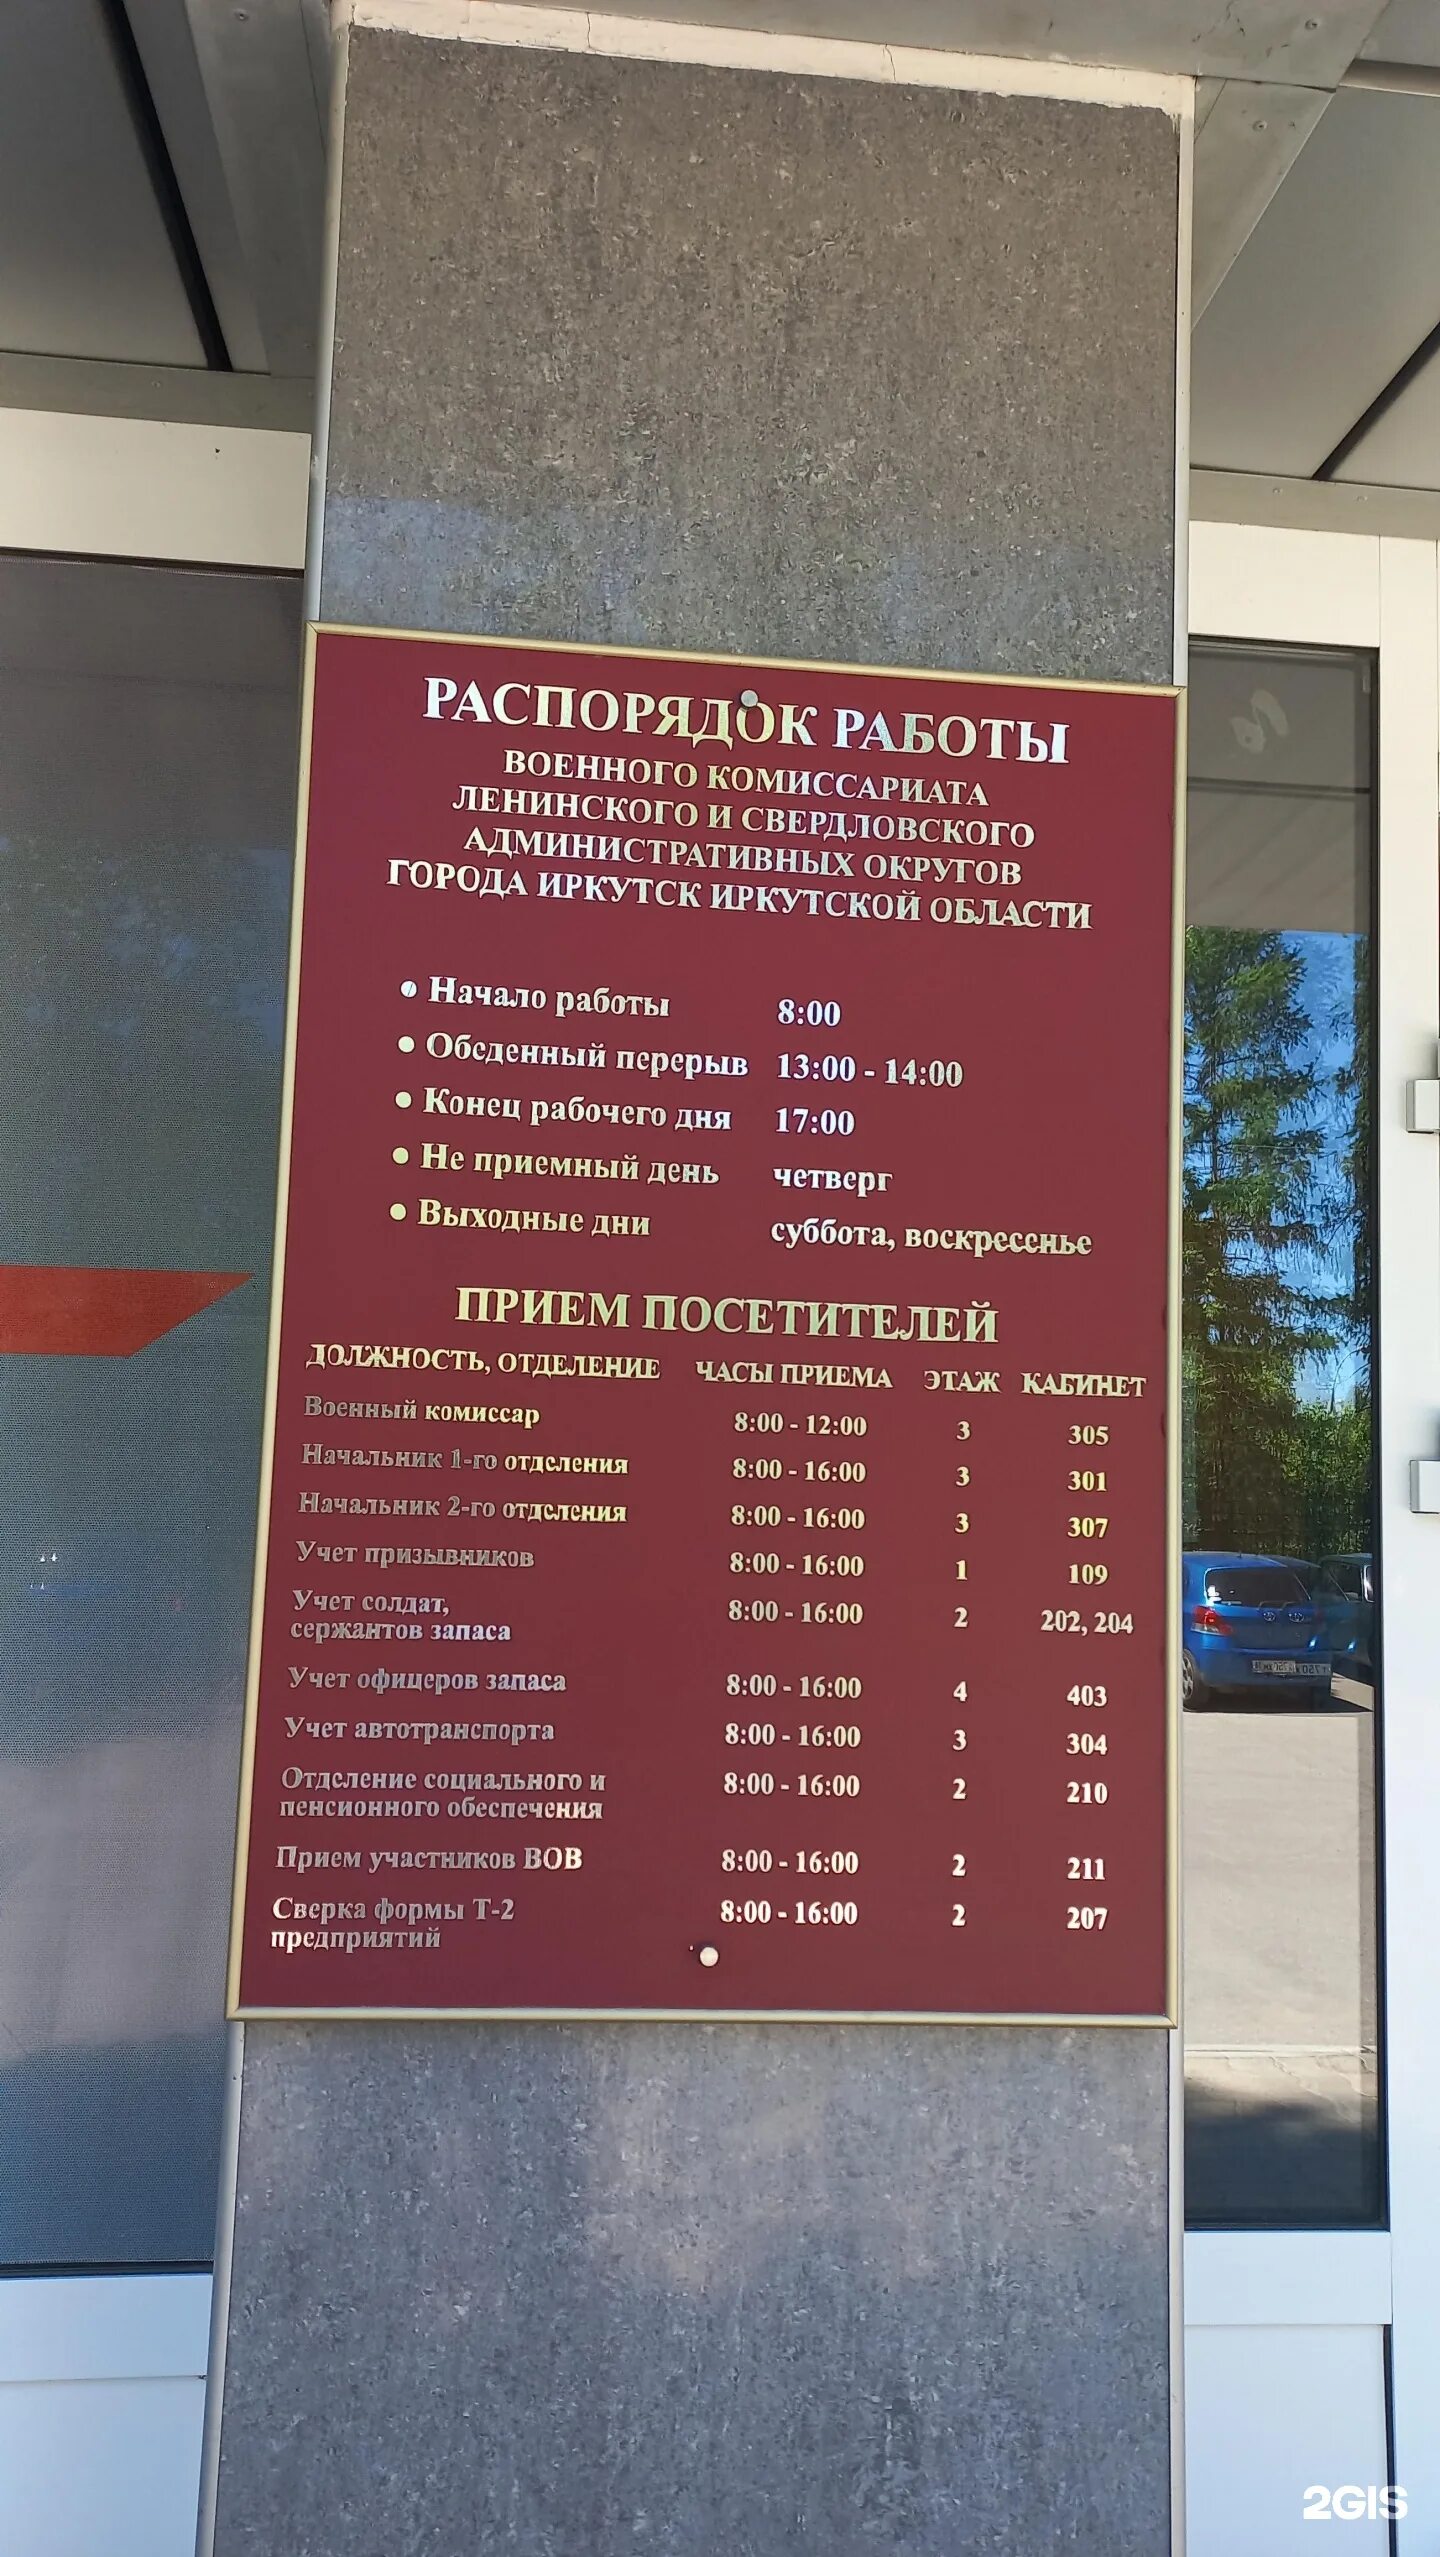 РАСПОРЯДОК РАБОТЫ
ВОЕННОГО КОМИССАРИАТА
ЛЕНИНСКОГО И СВЕРДЛОВСКОГО
АДМИНИСТРАТИВНЫХ ОКРУГОВ
ГОРОДА ИРКУТСК ИРКУТСКОЙ ОБЛАСТИ
• Начало работы 8:00
• Обеденный перерыв 13:00 - 14:00
• Конец рабочего дня 17:00
• Не приемный день четверг
• Выходные дни суббота, воскресенье
ПРИЕМ ПОСЕТИТЕЛЕЙ
ДОЛЖНОСТЬ, ОТДЕЛЕНИЕ ЧАСЫ ПРИЕМА ЭТАЖ КАБИНЕТ
Военный комиссар 8:00 - 12:00 3 305
Начальник 1-го отделения 8:00 - 16:00 3 301
Начальник 2-го отделения 8:00 - 16:00 3 307
Учет призывников 8:00 - 16:00 1 109
Учет солдат, 8:00 - 16:00 2 202, 204
сержантов запаса
Учет офицеров запаса 8:00 - 16:00 4 403
Учет автотранспорта 8:00 - 16:00 3 304
Отделение социального и 8:00 - 16:00 2 210
пенсионного обеспечения
Прием участников ВОВ 8:00 - 16:00 2 211
Сверка формы Т-2 8:00 - 16:00 2 207
предприятий
2GIS